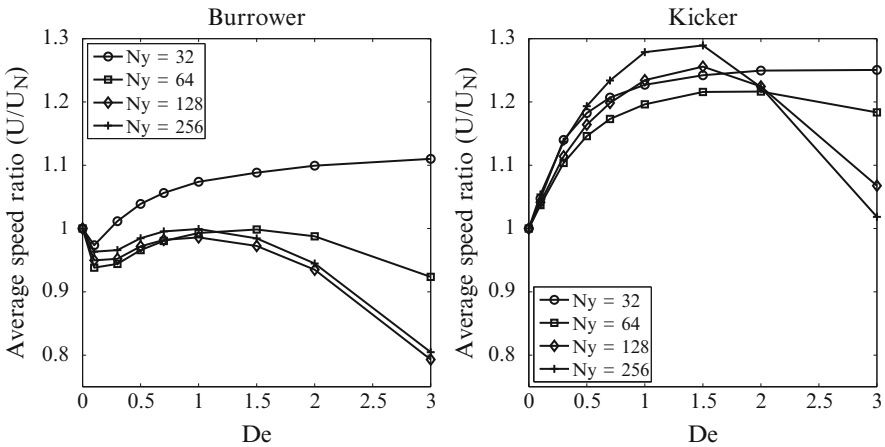 Burrower
Average speed ratio (U/U_N)
1.3
1.2
1.1
1
0.9
0.8
Ny = 32
Ny = 64
Ny = 128
Ny = 256
0 0.5 1 1.5 2 2.5 3
De
Kicker
Average speed ratio (U/U_N)
1.3
1.2
1.1
1
0.9
0.8
Ny = 32
Ny = 64
Ny = 128
Ny = 256
0 0.5 1 1.5 2 2.5 3
De